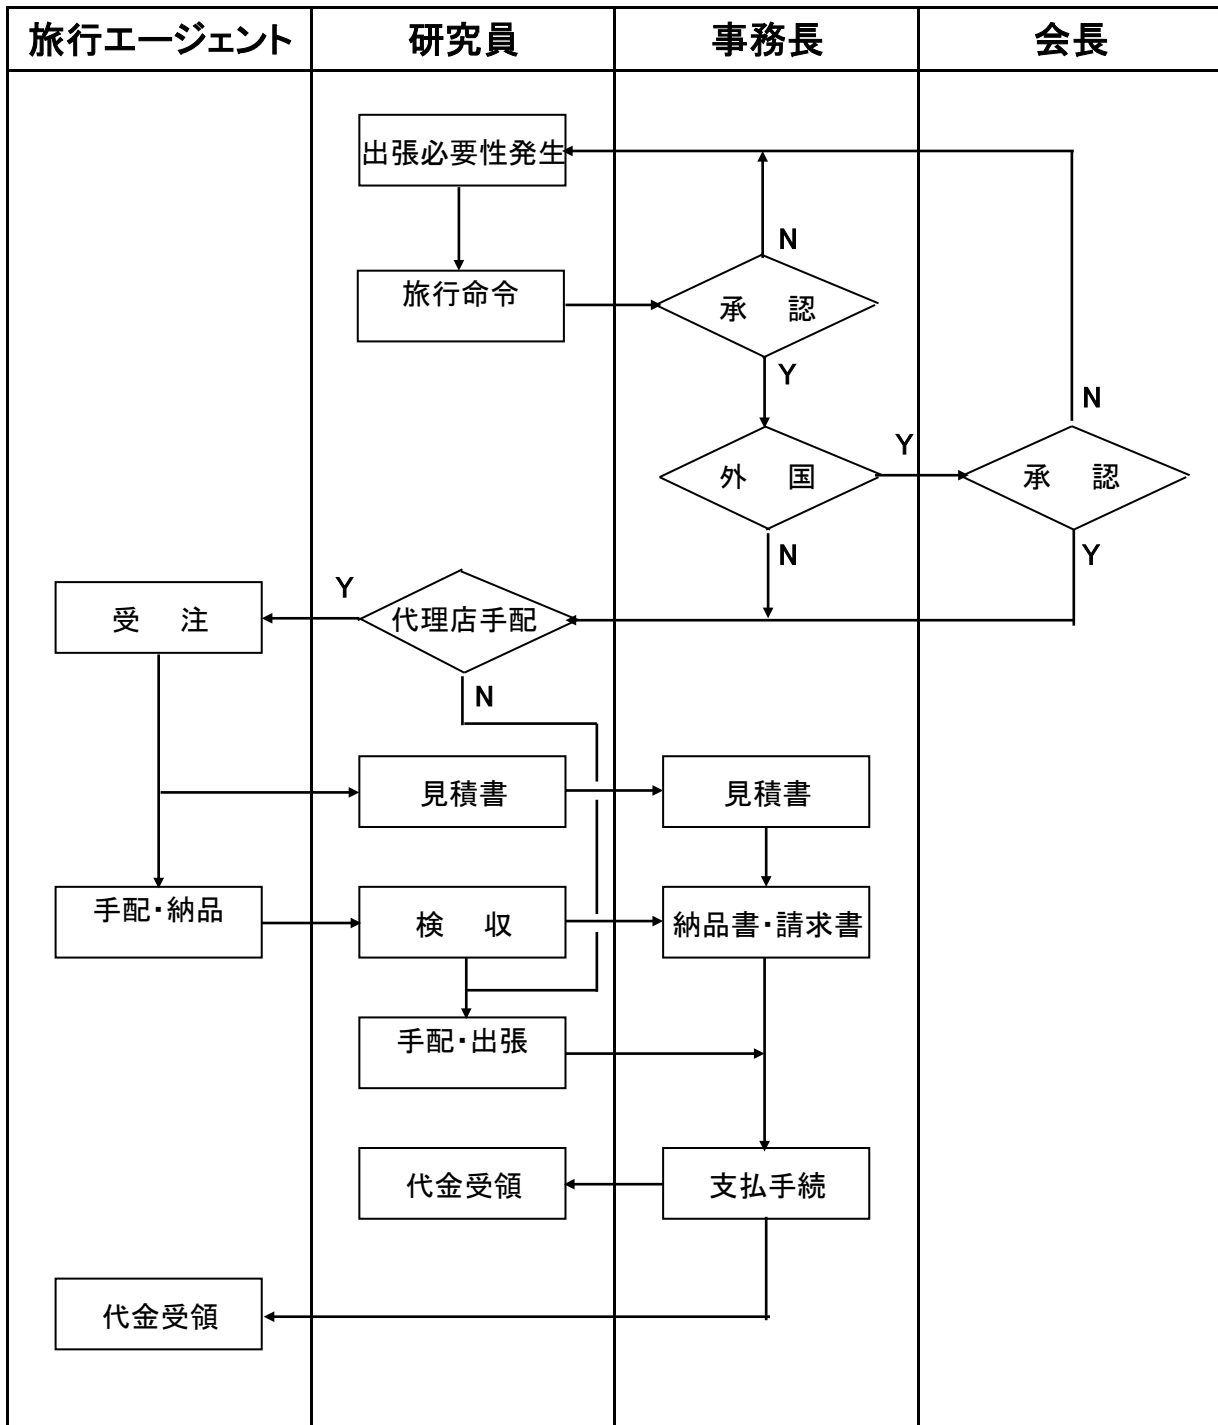 旅行エージェント 研究員 事務長 会長
出張必要性発生
N
旅行命令
承 認
Y
N
Y
外 国
承 認
N
Y
Y
受 注
代理店手配
N
見積書
見積書
手配・納品
検 収
納品書・請求書
手配・出張
代金受領
支払手続
代金受領